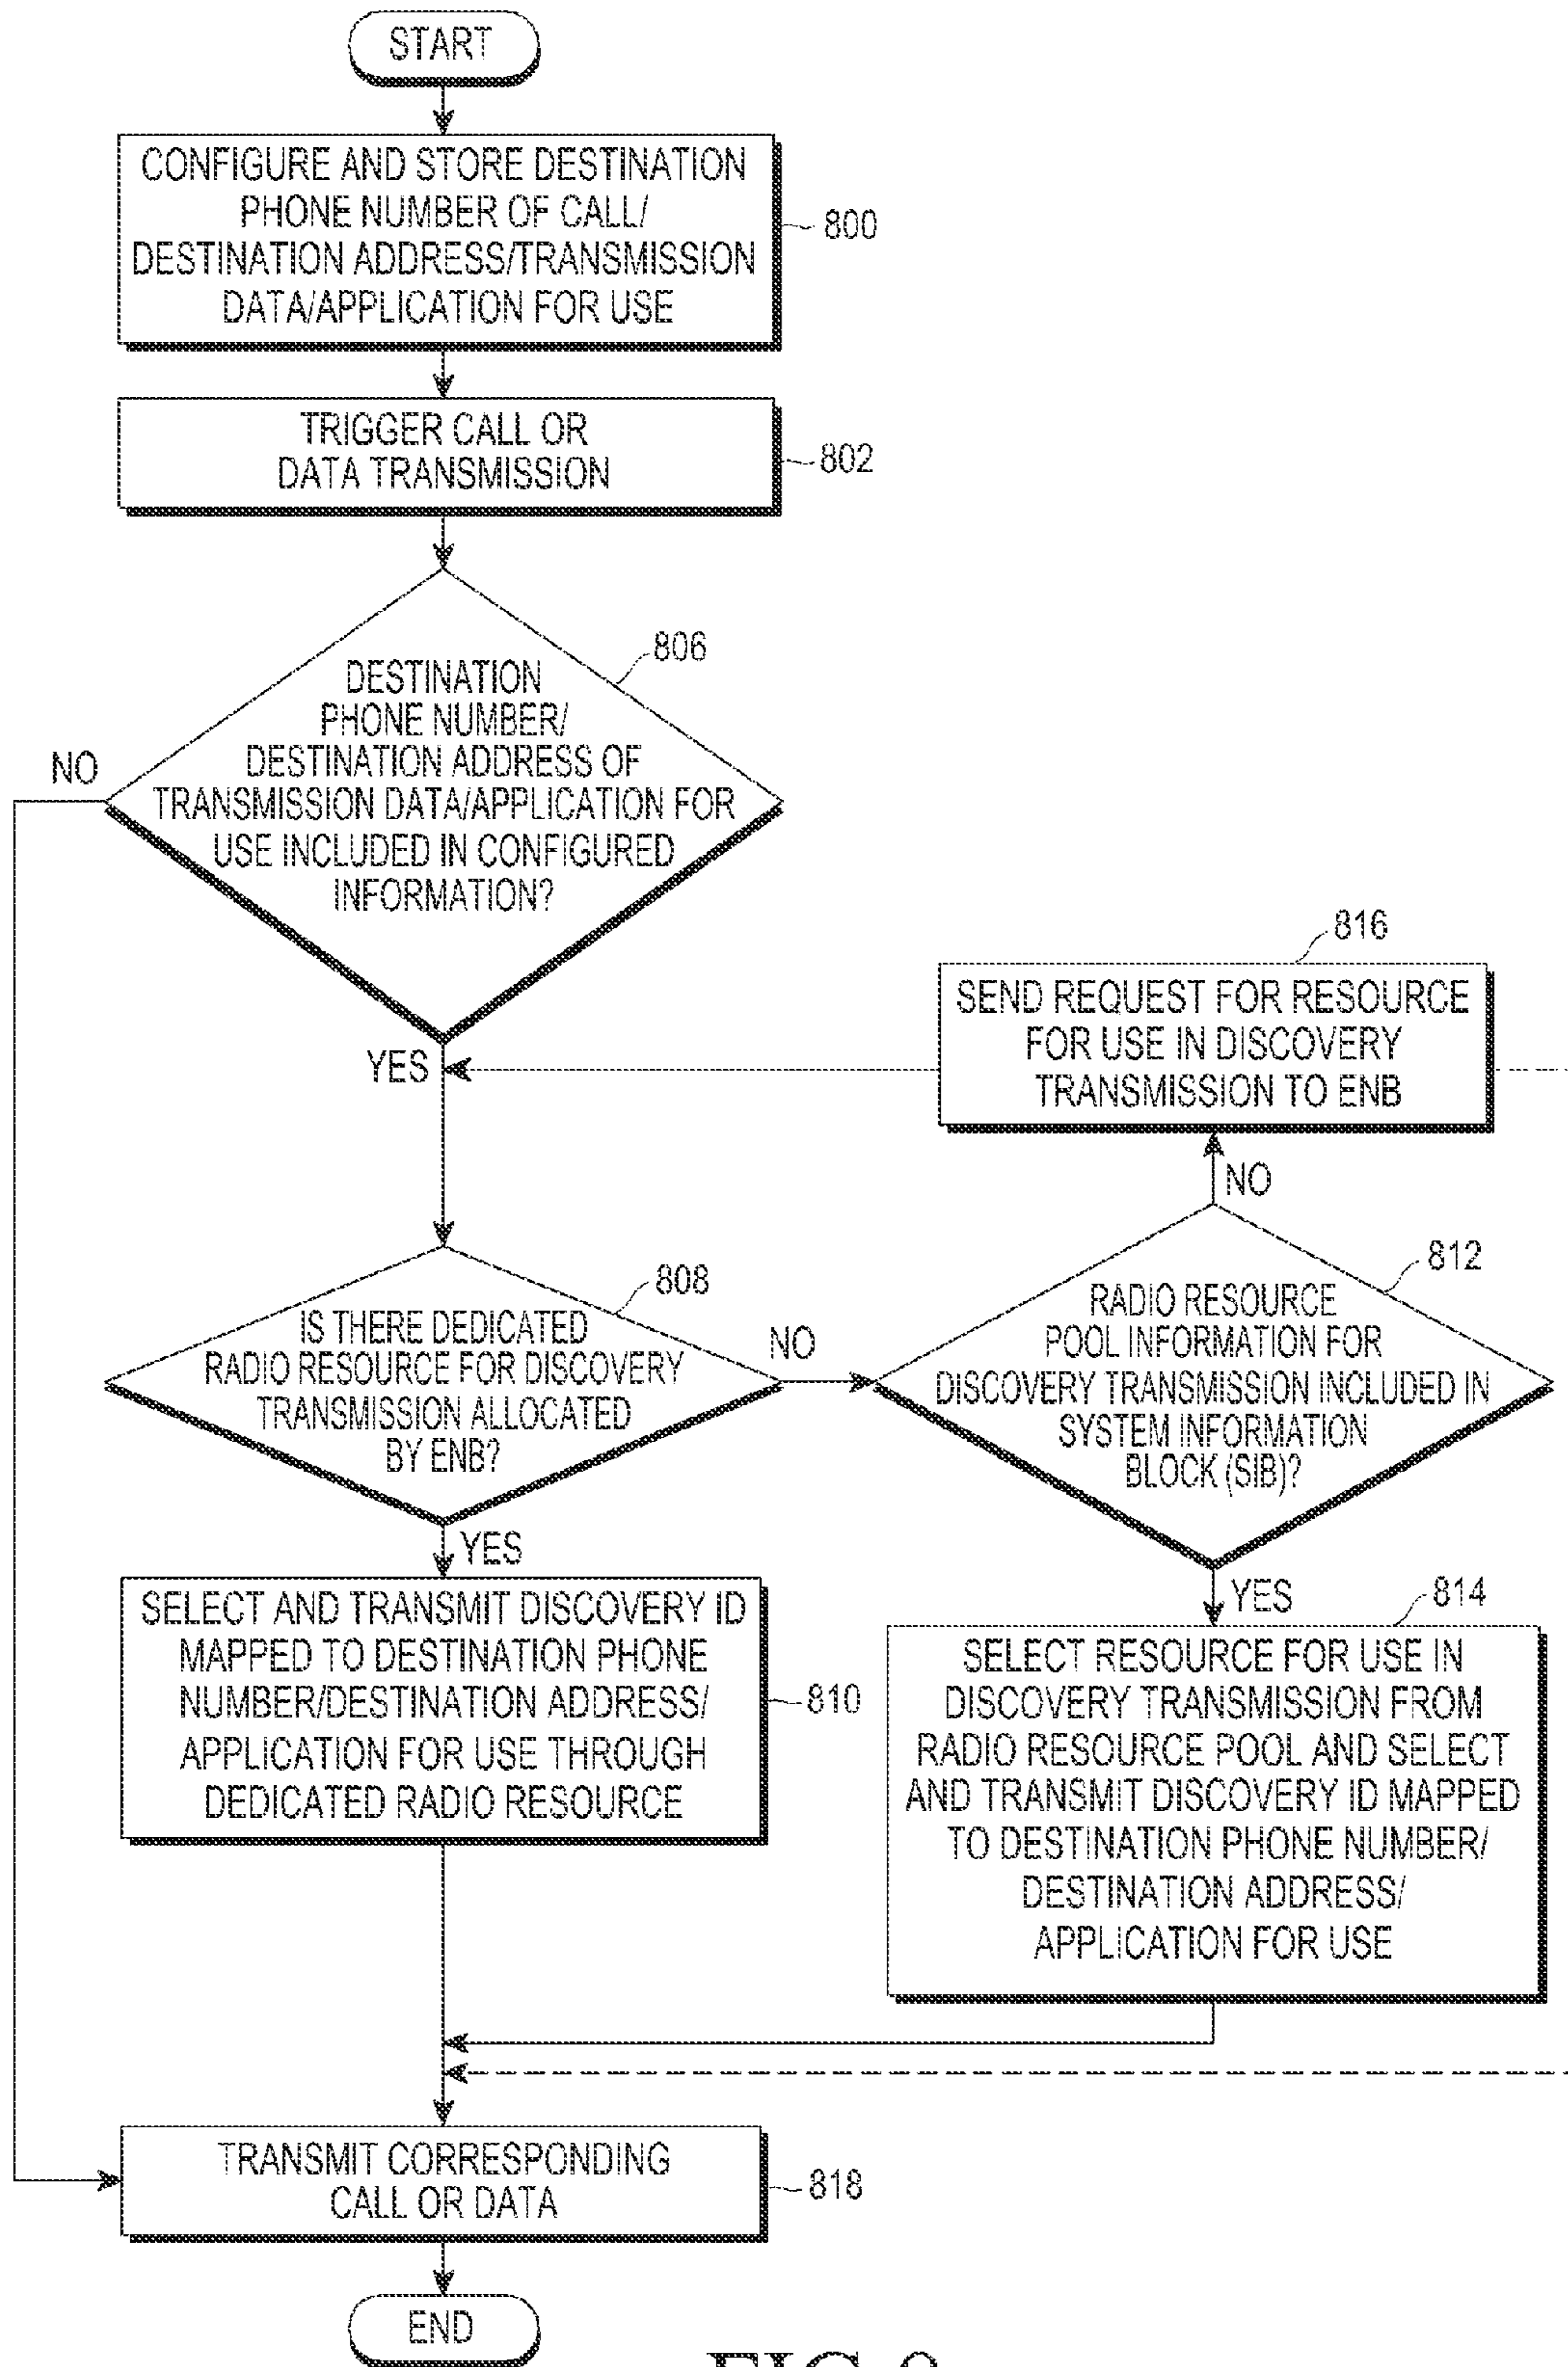 START
CONFIGURE AND STORE DESTINATION
PHONE NUMBER OF CALL/
DESTINATION ADDRESS/TRANSMISSION
DATA/APPLICATION FOR USE
800
TRIGGER CALL OR
DATA TRANSMISSION
802
806
DESTINATION
PHONE NUMBER/
DESTINATION ADDRESS OF
TRANSMISSION DATA/APPLICATION FOR
USE INCLUDED IN CONFIGURED
INFORMATION?
NO
YES
816
SEND REQUEST FOR RESOURCE
FOR USE IN DISCOVERY
TRANSMISSION TO ENB
NO
808
IS THERE DEDICATED
RADIO RESOURCE FOR DISCOVERY
TRANSMISSION ALLOCATED
BY ENB?
NO
YES
812
RADIO RESOURCE
POOL INFORMATION FOR
DISCOVERY TRANSMISSION INCLUDED IN
SYSTEM INFORMATION
BLOCK (SIB)?
YES
SELECT AND TRANSMIT DISCOVERY ID
MAPPED TO DESTINATION PHONE
NUMBER/DESTINATION ADDRESS/
APPLICATION FOR USE THROUGH
DEDICATED RADIO RESOURCE
810
814
SELECT RESOURCE FOR USE IN
DISCOVERY TRANSMISSION FROM
RADIO RESOURCE POOL AND SELECT
AND TRANSMIT DISCOVERY ID MAPPED
TO DESTINATION PHONE NUMBER/
DESTINATION ADDRESS/
APPLICATION FOR USE
TRANSMIT CORRESPONDING
CALL OR DATA
818
END